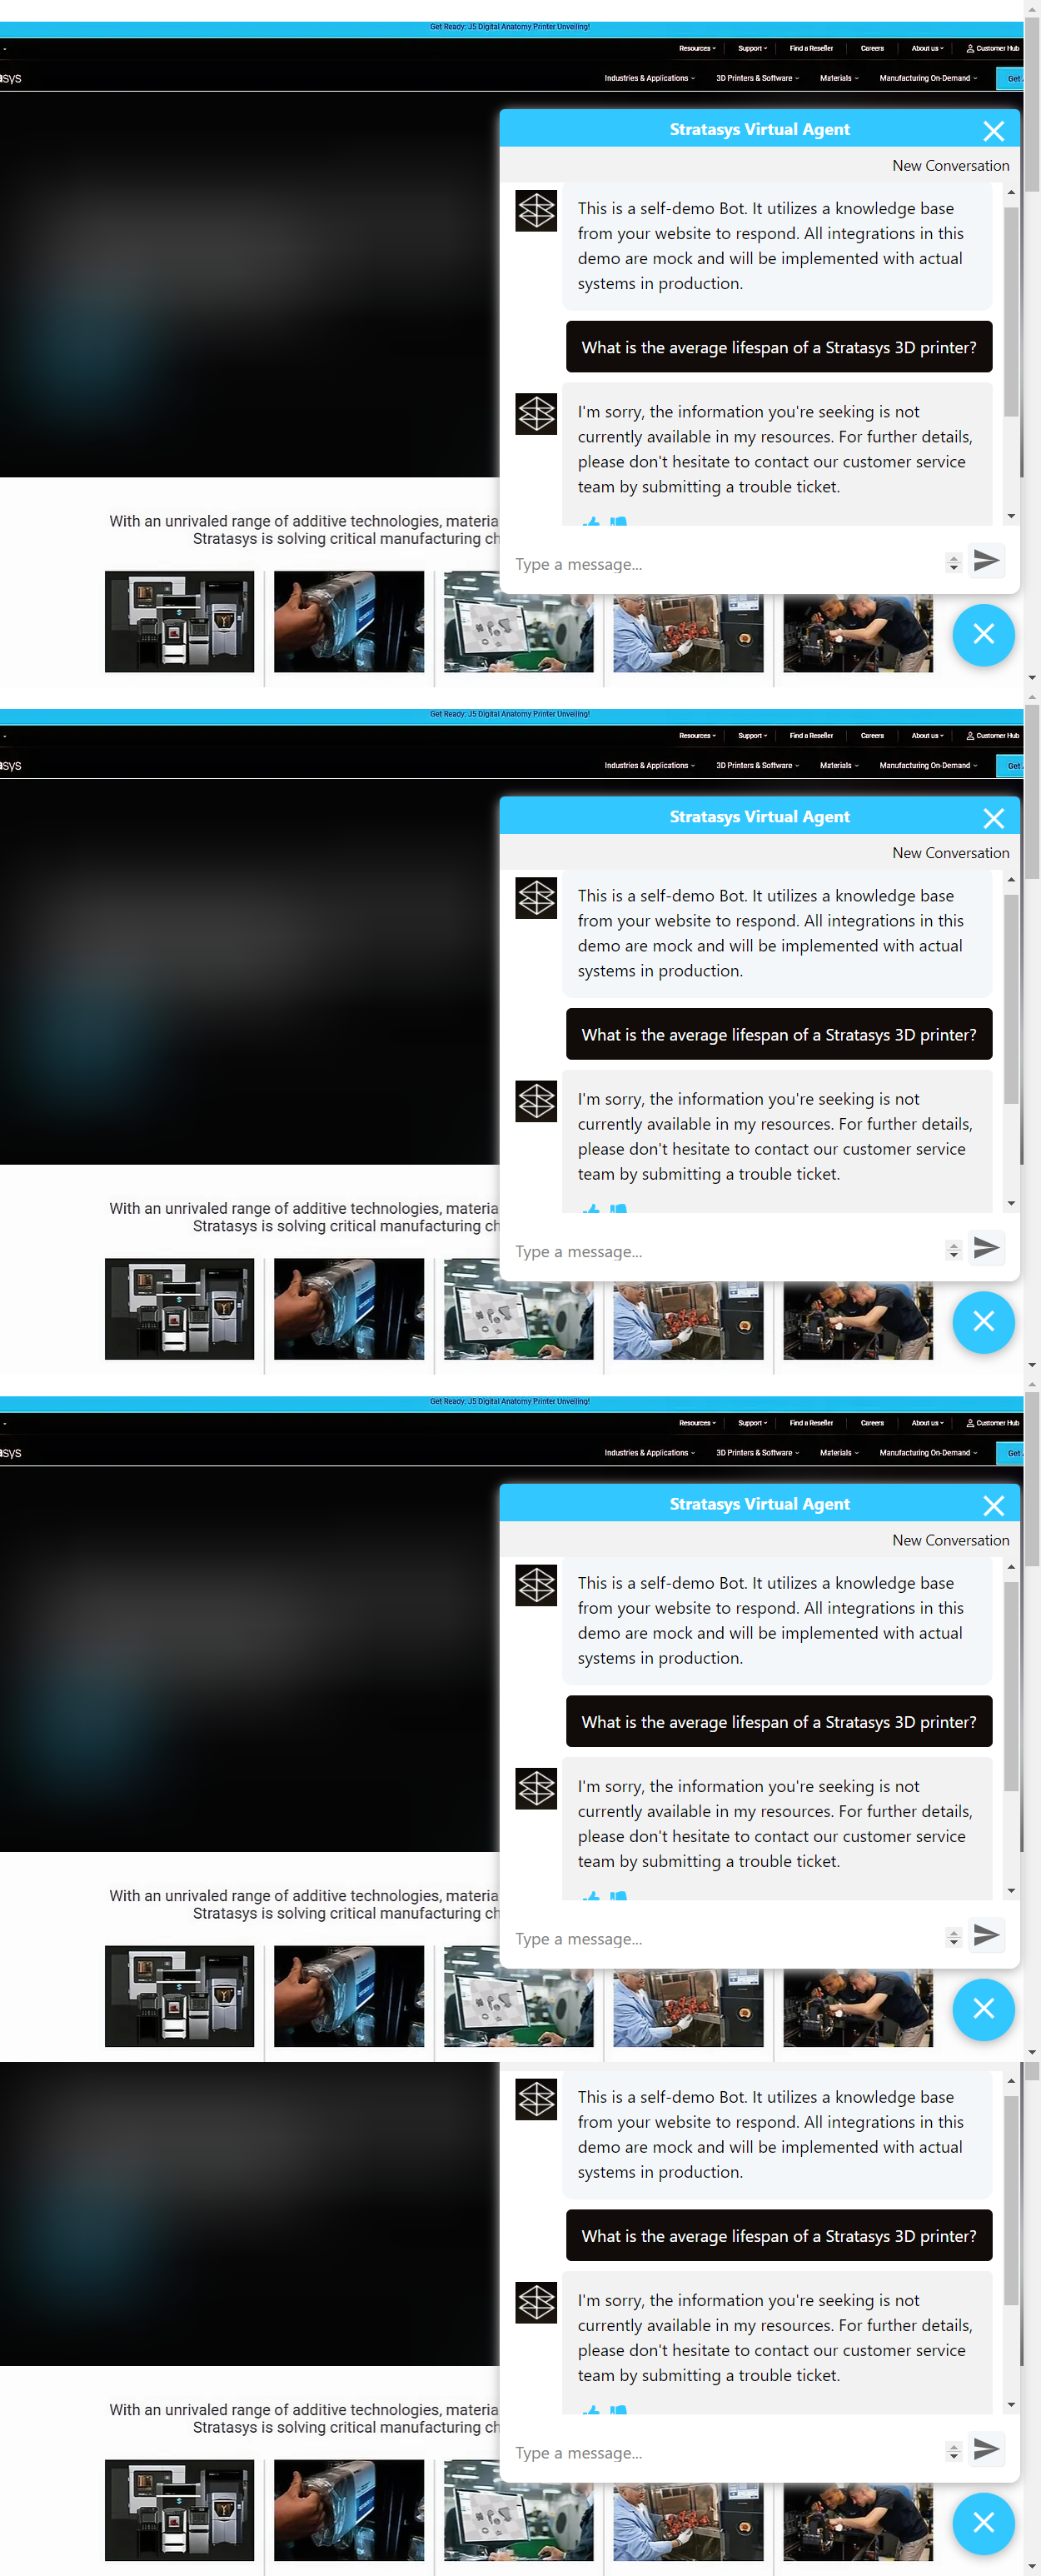 Get Ready: J5 Digital Anatomy Printer Unveiling!
Resources Support Find a Reseller Careers About us Customer Hub
asys Industries & Applications 3D Printers & Software Materials Manufacturing On-Demand Get
Stratasys Virtual Agent
New Conversation
This is a self-demo Bot. It utilizes a knowledge base
from your website to respond. All integrations in this
demo are mock and will be implemented with actual
systems in production.
What is the average lifespan of a Stratasys 3D printer?
I'm sorry, the information you're seeking is not
currently available in my resources. For further details,
please don't hesitate to contact our customer service
team by submitting a trouble ticket.
With an unrivaled range of additive technologies, materia
Stratasys is solving critical manufacturing ch
Type a message...
Get Ready: J5 Digital Anatomy Printer Unveiling!
Resources Support Find a Reseller Careers About us Customer Hub
asys Industries & Applications 3D Printers & Software Materials Manufacturing On-Demand Get
Stratasys Virtual Agent
New Conversation
This is a self-demo Bot. It utilizes a knowledge base
from your website to respond. All integrations in this
demo are mock and will be implemented with actual
systems in production.
What is the average lifespan of a Stratasys 3D printer?
I'm sorry, the information you're seeking is not
currently available in my resources. For further details,
please don't hesitate to contact our customer service
team by submitting a trouble ticket.
With an unrivaled range of additive technologies, materia
Stratasys is solving critical manufacturing ch
Type a message...
Get Ready: J5 Digital Anatomy Printer Unveiling!
Resources Support Find a Reseller Careers About us Customer Hub
asys Industries & Applications 3D Printers & Software Materials Manufacturing On-Demand Get
Stratasys Virtual Agent
New Conversation
This is a self-demo Bot. It utilizes a knowledge base
from your website to respond. All integrations in this
demo are mock and will be implemented with actual
systems in production.
What is the average lifespan of a Stratasys 3D printer?
I'm sorry, the information you're seeking is not
currently available in my resources. For further details,
please don't hesitate to contact our customer service
team by submitting a trouble ticket.
With an unrivaled range of additive technologies, materia
Stratasys is solving critical manufacturing ch
Type a message...
This is a self-demo Bot. It utilizes a knowledge base
from your website to respond. All integrations in this
demo are mock and will be implemented with actual
systems in production.
What is the average lifespan of a Stratasys 3D printer?
I'm sorry, the information you're seeking is not
currently available in my resources. For further details,
please don't hesitate to contact our customer service
team by submitting a trouble ticket.
With an unrivaled range of additive technologies, materia
Stratasys is solving critical manufacturing ch
Type a message...